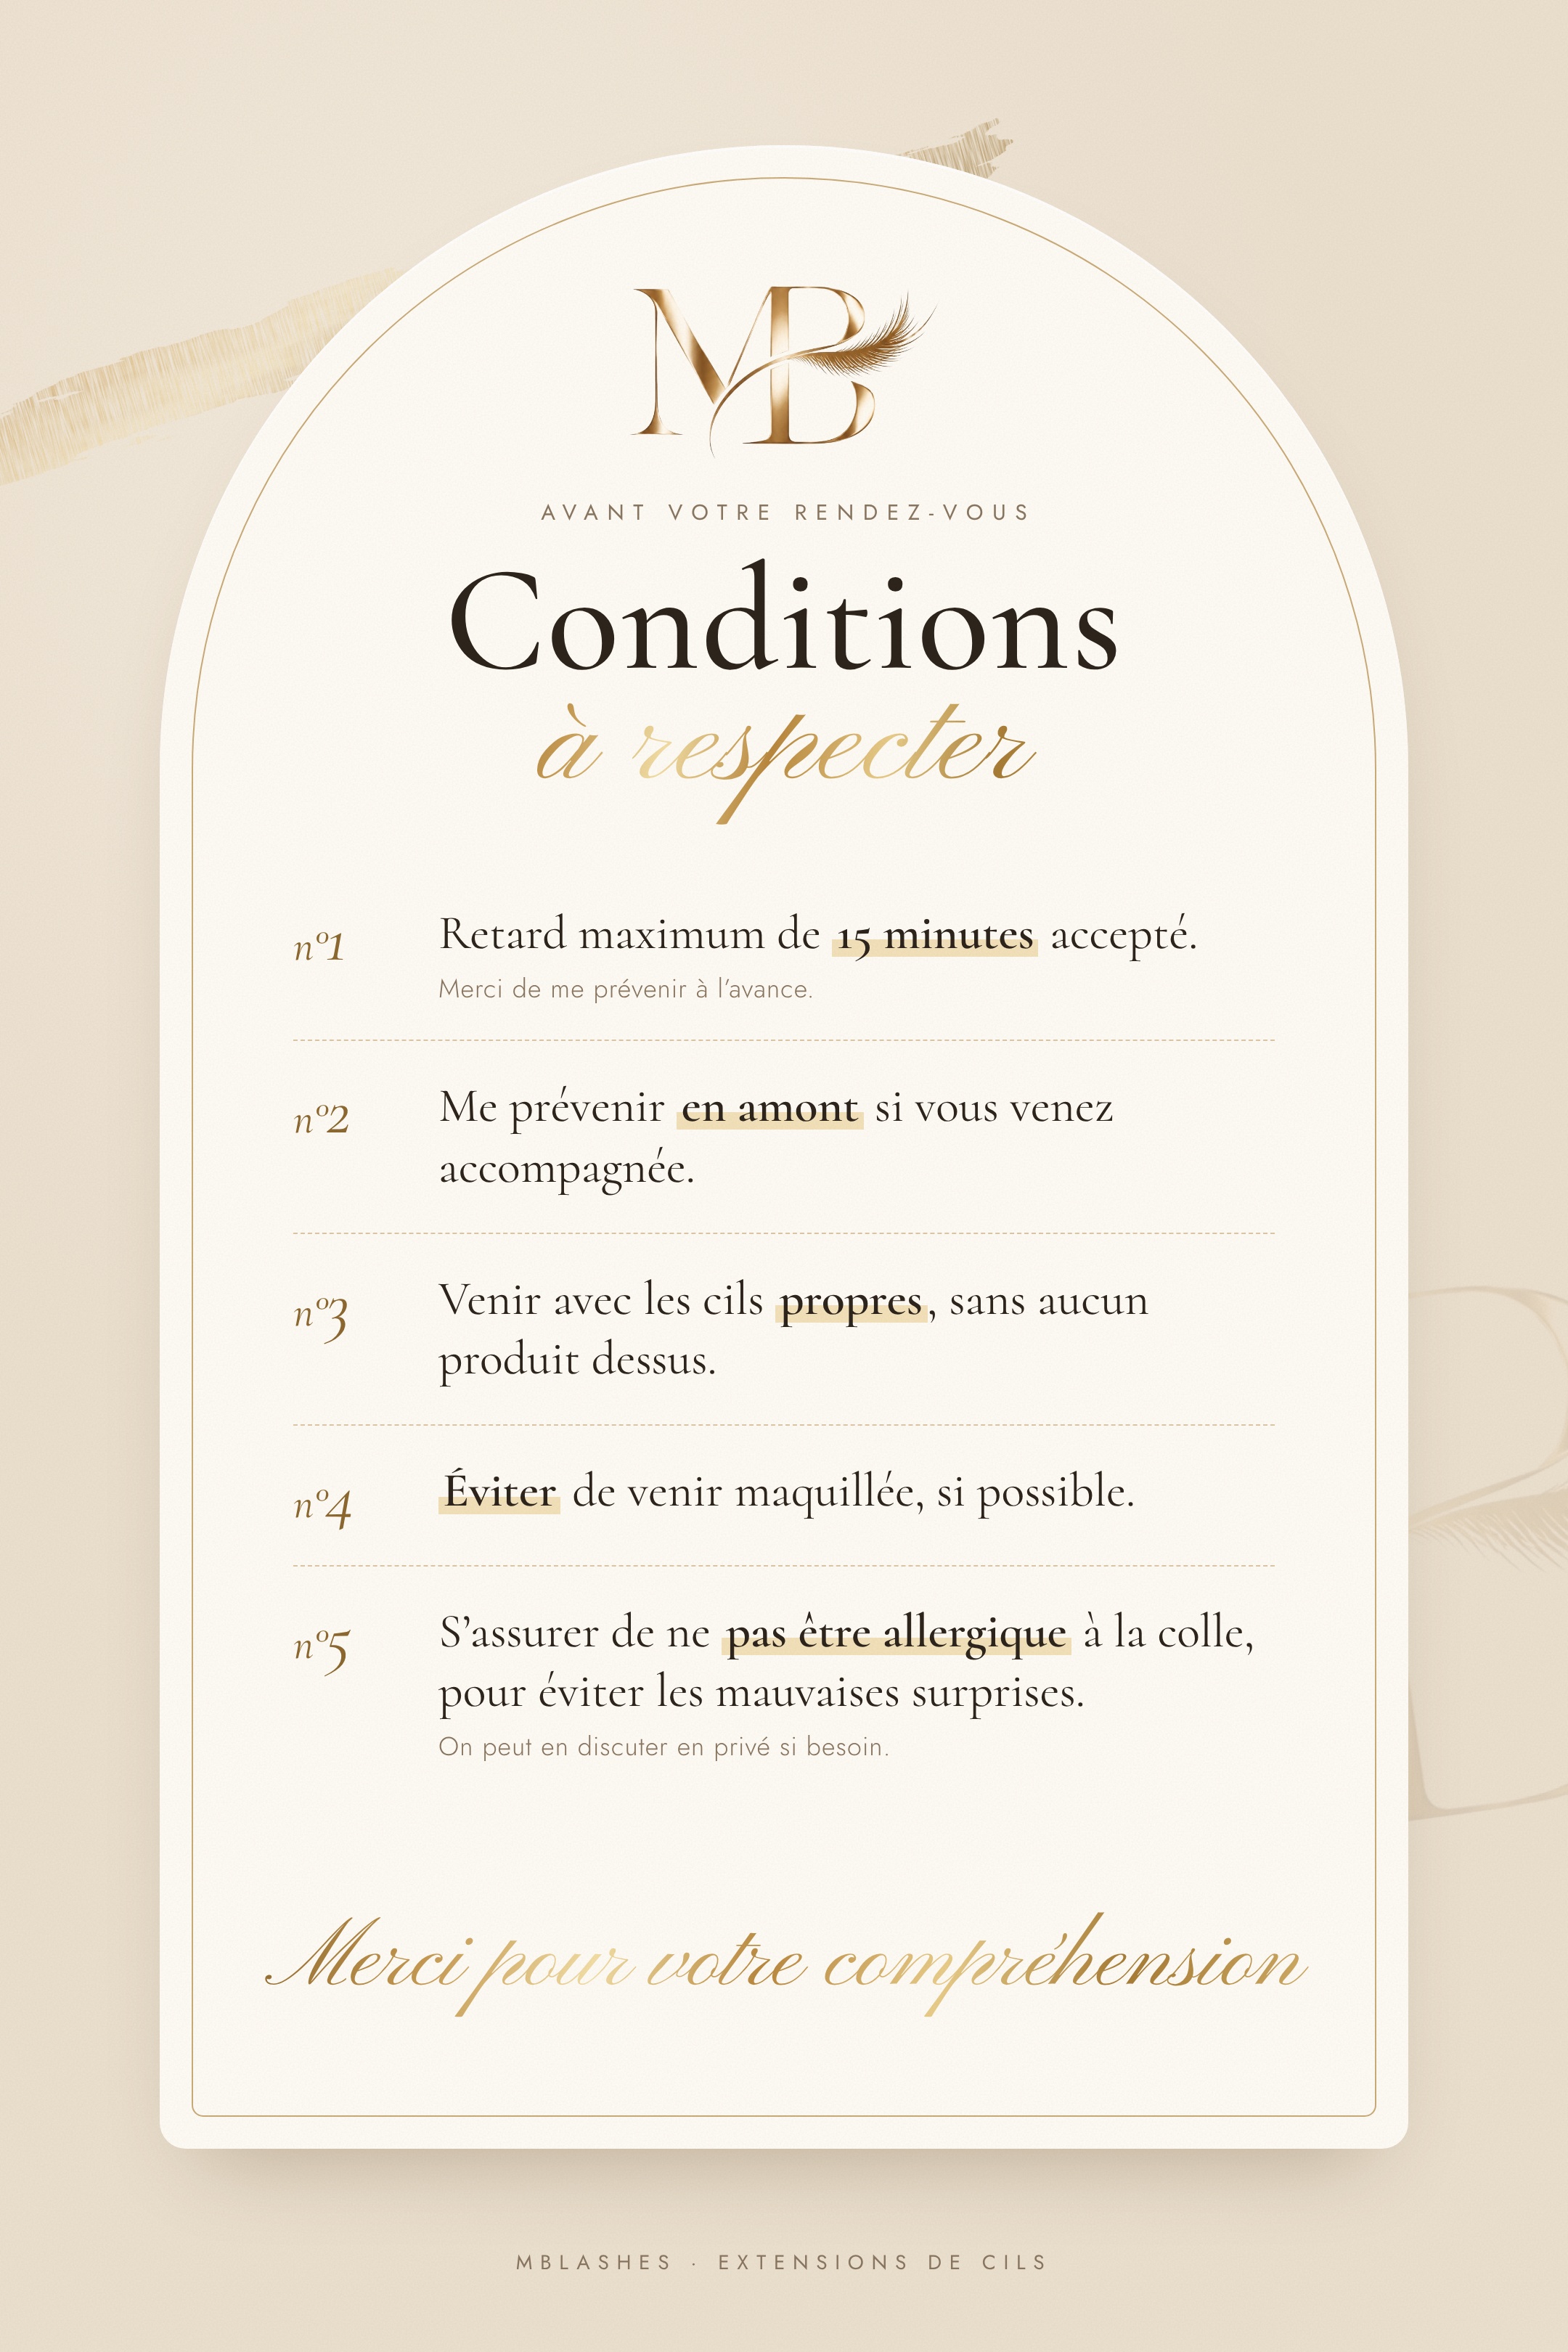 MB
AVANT VOTRE RENDEZ-VOUS
Conditions
à respecter
n°1
Retard maximum de 15 minutes accepté.
Merci de me prévenir à l’avance.
n°2
Me prévenir en amont si vous venez
accompagnée.
n°3
Venir avec les cils propres, sans aucun
produit dessus.
n°4
Éviter de venir maquillée, si possible.
n°5
S’assurer de ne pas être allergique à la colle,
pour éviter les mauvaises surprises.
On peut en discuter en privé si besoin.
Merci pour votre compréhension
MBLASHES · EXTENSIONS DE CILS